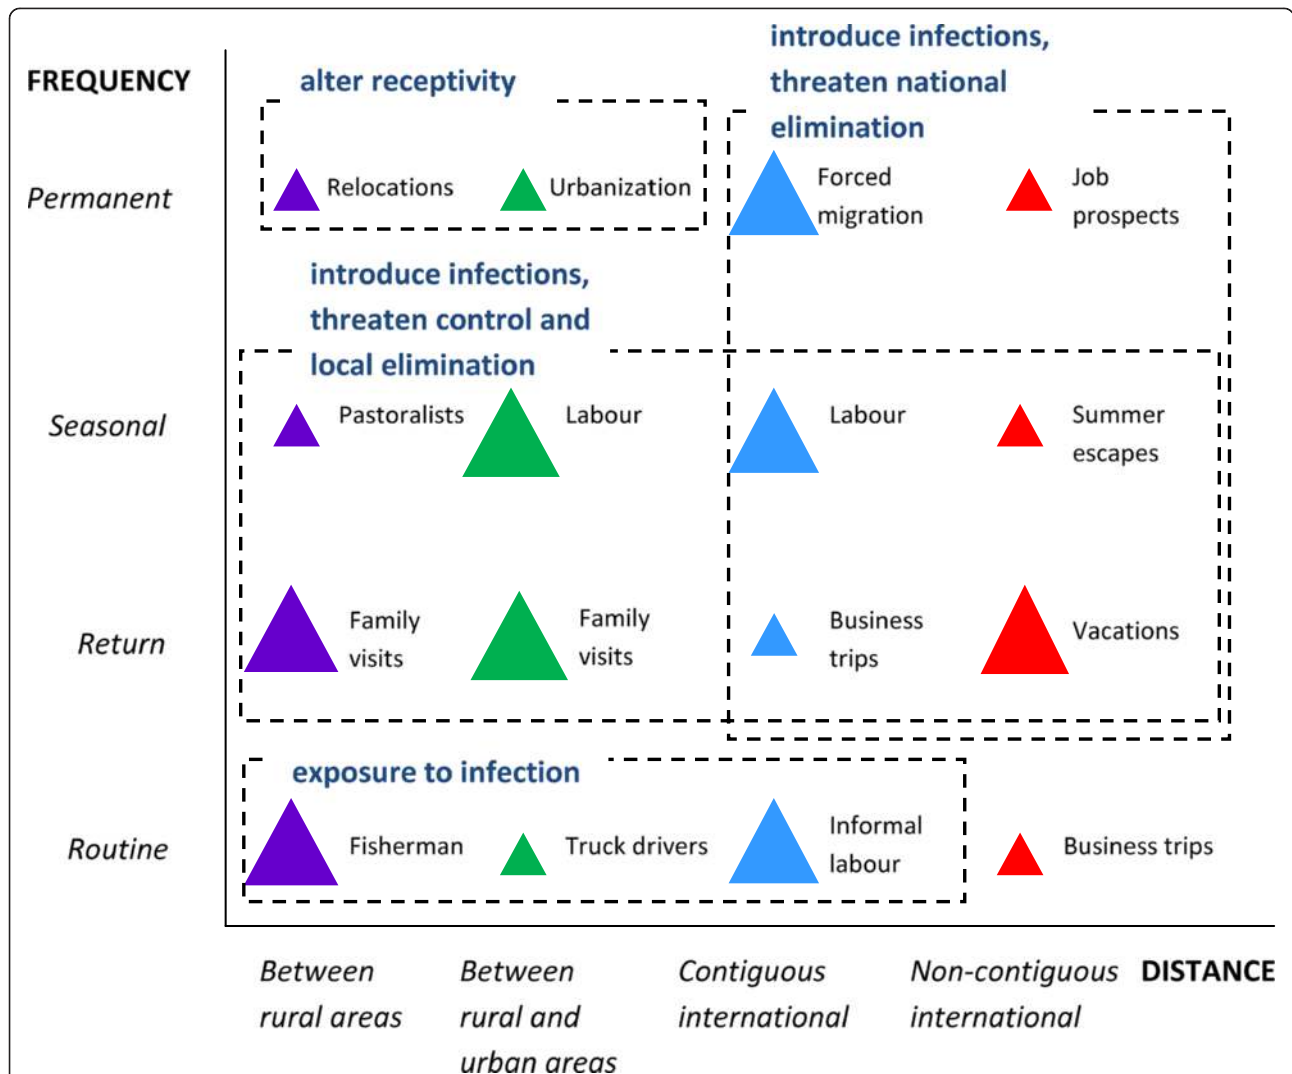 introduce infections,
threaten national
elimination
FREQUENCY
alter receptivity
Permanent
Relocations
Urbanization
Forced
migration
Job
prospects
introduce infections,
threaten control and
local elimination
Seasonal
Pastoralists
Labour
Labour
Summer
escapes
Return
Family
visits
Family
visits
Business
trips
Vacations
exposure to infection
Routine
Fisherman
Truck drivers
Informal
labour
Business trips
Between
rural areas
Between
rural and
urban areas
Contiguous
international
Non-contiguous
international
DISTANCE